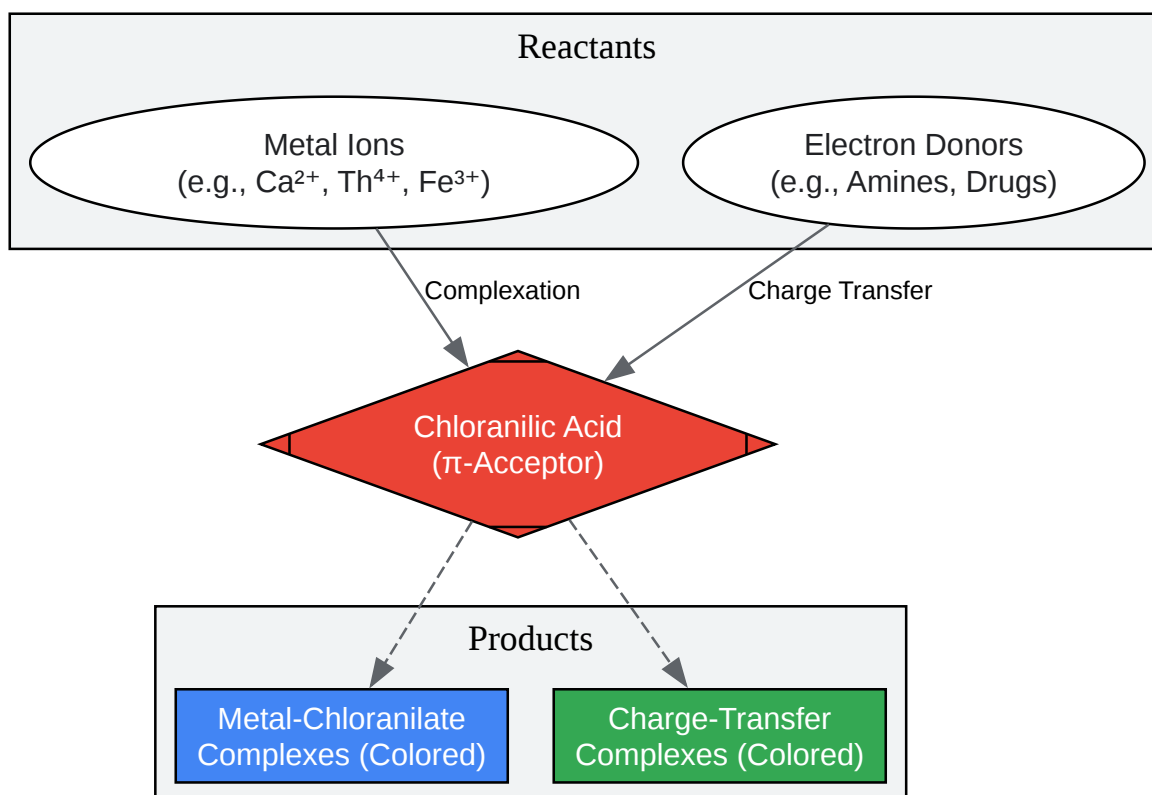 Reactants
Metal Ions
(e.g., Ca²⁺, Th⁴⁺, Fe³⁺)
Electron Donors
(e.g., Amines, Drugs)
Complexation
Charge Transfer
Chloranilic Acid
(π-Acceptor)
Products
Metal-Chloranilate
Complexes (Colored)
Charge-Transfer
Complexes (Colored)